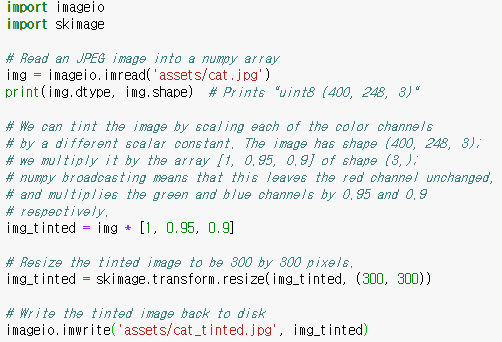 import imageio
import skimage
# Read an JPEG image into a numpy array
img = imageio.imread('assets/cat.jpg')
print(img.dtype, img.shape)  # Prints "uint8 (400, 248, 3)"
# We can tint the image by scaling each of the color channels
# by a different scalar constant. The image has shape (400, 248, 3);
# we multiply it by the array [1, 0.95, 0.9] of shape (3,);
# numpy broadcasting means that this leaves the red channel unchanged,
# and multiplies the green and blue channels by 0.95 and 0.9
# respectively.
img_tinted = img * [1, 0.95, 0.9]
# Resize the tinted image to be 300 by 300 pixels.
img_tinted = skimage.transform.resize(img_tinted, (300, 300))
# Write the tinted image back to disk
imageio.imwrite('assets/cat_tinted.jpg', img_tinted)